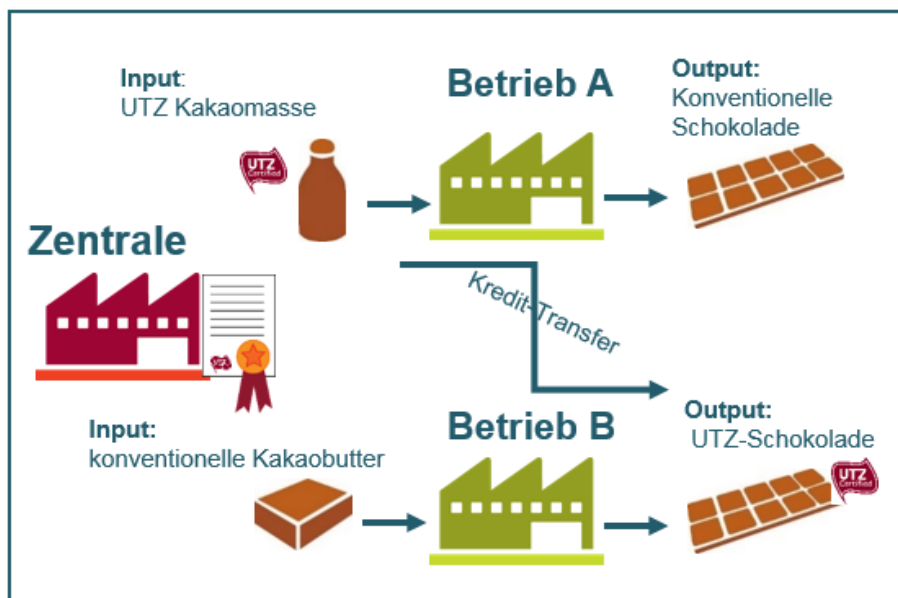 Input:
UTZ Kakaomasse
UTZ
Certified
Betrieb A
Output:
Konventionelle
Schokolade
Zentrale
Kredit-Transfer
Input:
konventionelle Kakaobutter
Betrieb B
Output:
UTZ-Schokolade
UTZ
Certified